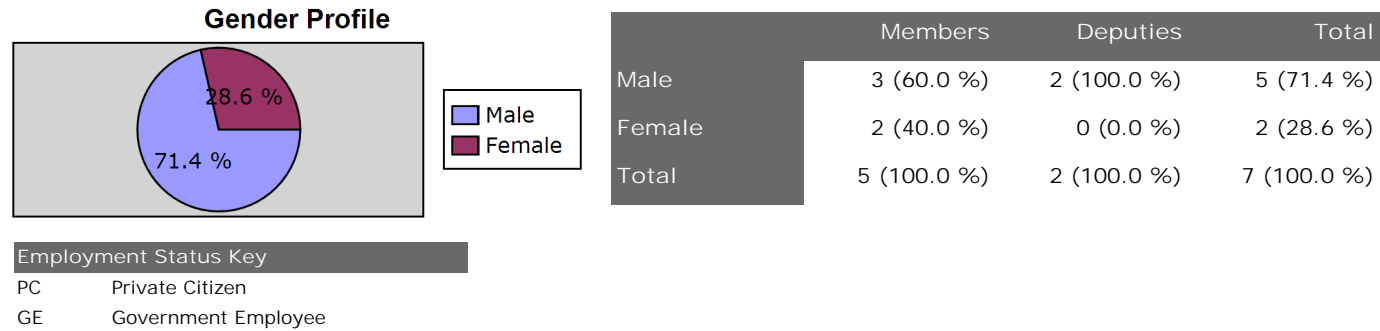 Gender Profile
28.6 %
71.4 %
Male
Female
Members Deputies Total
Male 3 (60.0 %) 2 (100.0 %) 5 (71.4 %)
Female 2 (40.0 %) 0 (0.0 %) 2 (28.6 %)
Total 5 (100.0 %) 2 (100.0 %) 7 (100.0 %)
Employment Status Key
PC Private Citizen
GE Government Employee